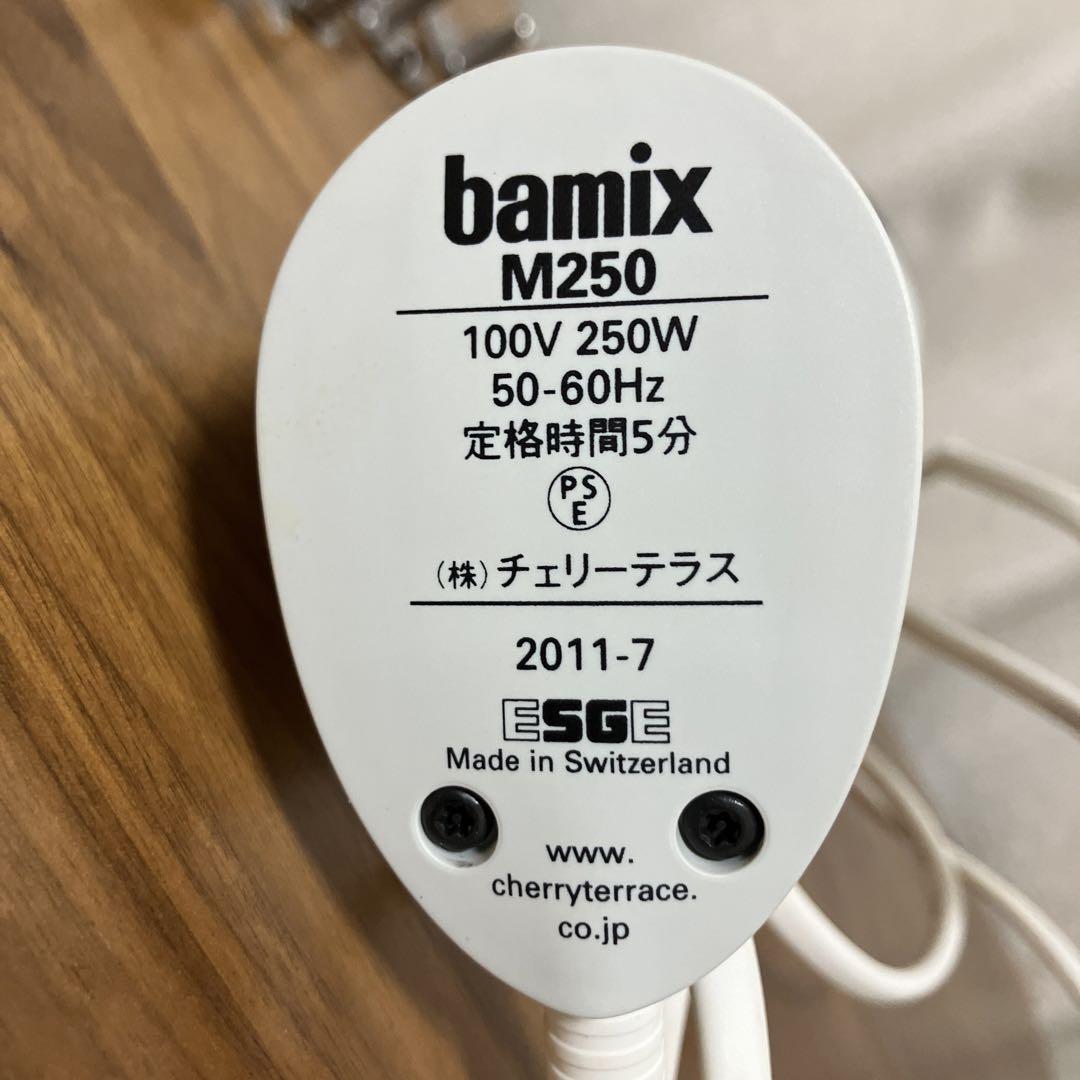 bamix
M250
100V 250W
50-60Hz
定格時間5分
PS
E
(株)チェリーテラス
2011-7
ESGE
Made in Switzerland
www.
cherryterrace.
co.jp